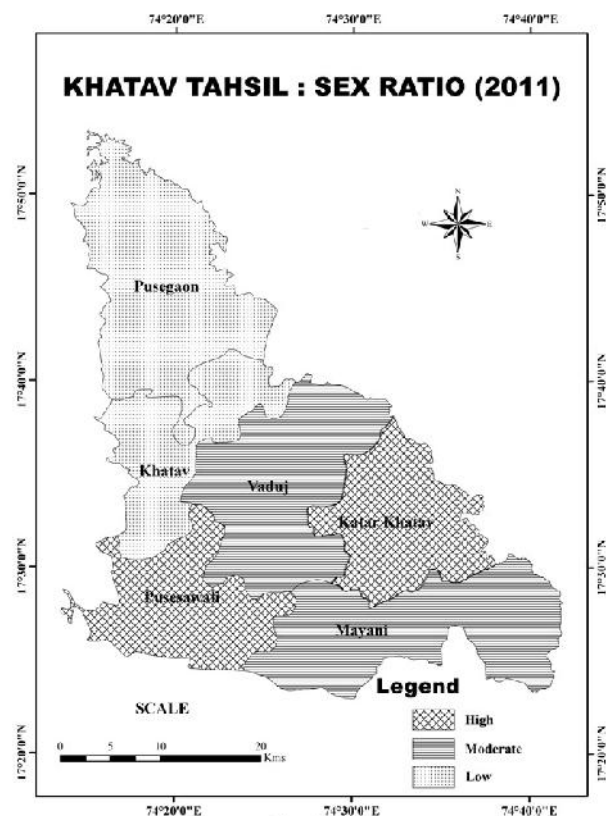 74°20'0"E 74°30'0"E 74°40'0"E
KHATAV TAHSIL : SEX RATIO (2011)
17°50'0"N 17°50'0"N
N
W E
S
Pusegaon
17°40'0"N 17°40'0"N
Khatav
Vaduj
Katar Khatav
17°30'0"N 17°30'0"N
Pusesawali
Mayani
Legend
SCALE
High
0 5 10 20
Kms
Moderate
Low
17°20'0"N 17°20'0"N
74°20'0"E 74°30'0"E 74°40'0"E